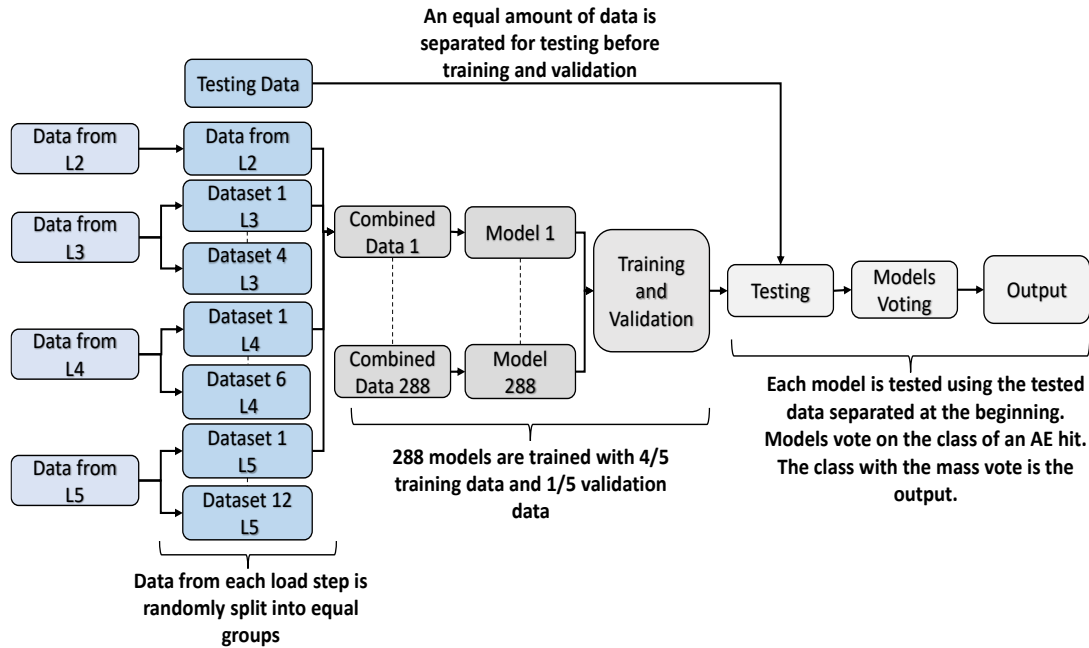 An equal amount of data is
separated for testing before
training and validation
Testing Data
Data from
L2
Data from
L2
Data from
L3
Dataset 1
L3
Dataset 4
L3
Data from
L4
Dataset 1
L4
Dataset 6
L4
Data from
L5
Dataset 1
L5
Dataset 12
L5
Combined
Data 1
Model 1
Combined
Data 288
Model
288
Training
and
Validation
Testing
Models
Voting
Output
Data from each load step is
randomly split into equal
groups
288 models are trained with 4/5
training data and 1/5 validation
data
Each model is tested using the tested
data separated at the beginning.
Models vote on the class of an AE hit.
The class with the mass vote is the
output.